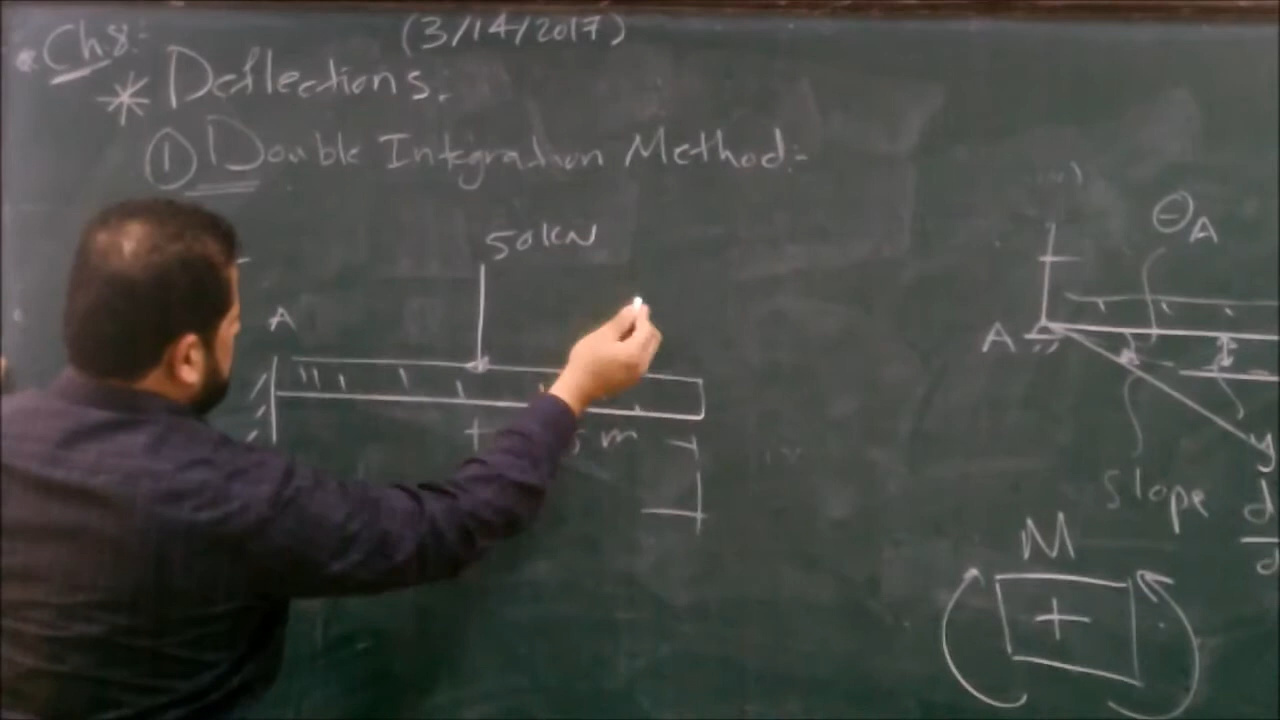 Ch8:-
(3/14/2017)
* Deflections:
① Double Integration Method:-
50kN
A
m
θA
A
y
slope
d
M
+